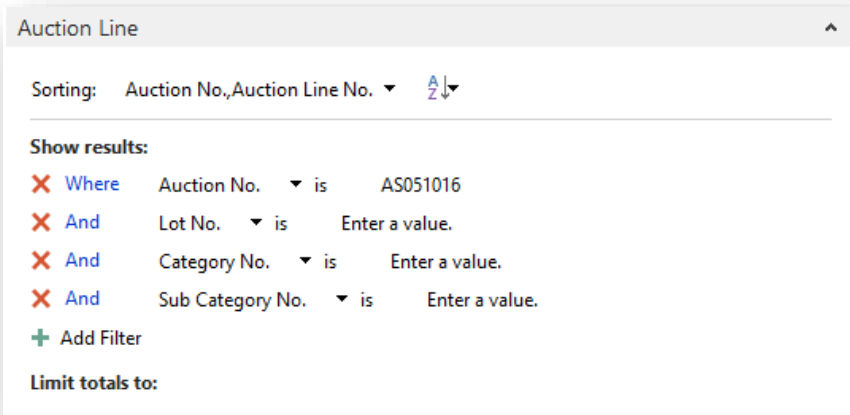 Auction Line
Sorting: Auction No.,Auction Line No. AZ
Show results:
Where Auction No. is AS051016
And Lot No. is Enter a value.
And Category No. is Enter a value.
And Sub Category No. is Enter a value.
Add Filter
Limit totals to: